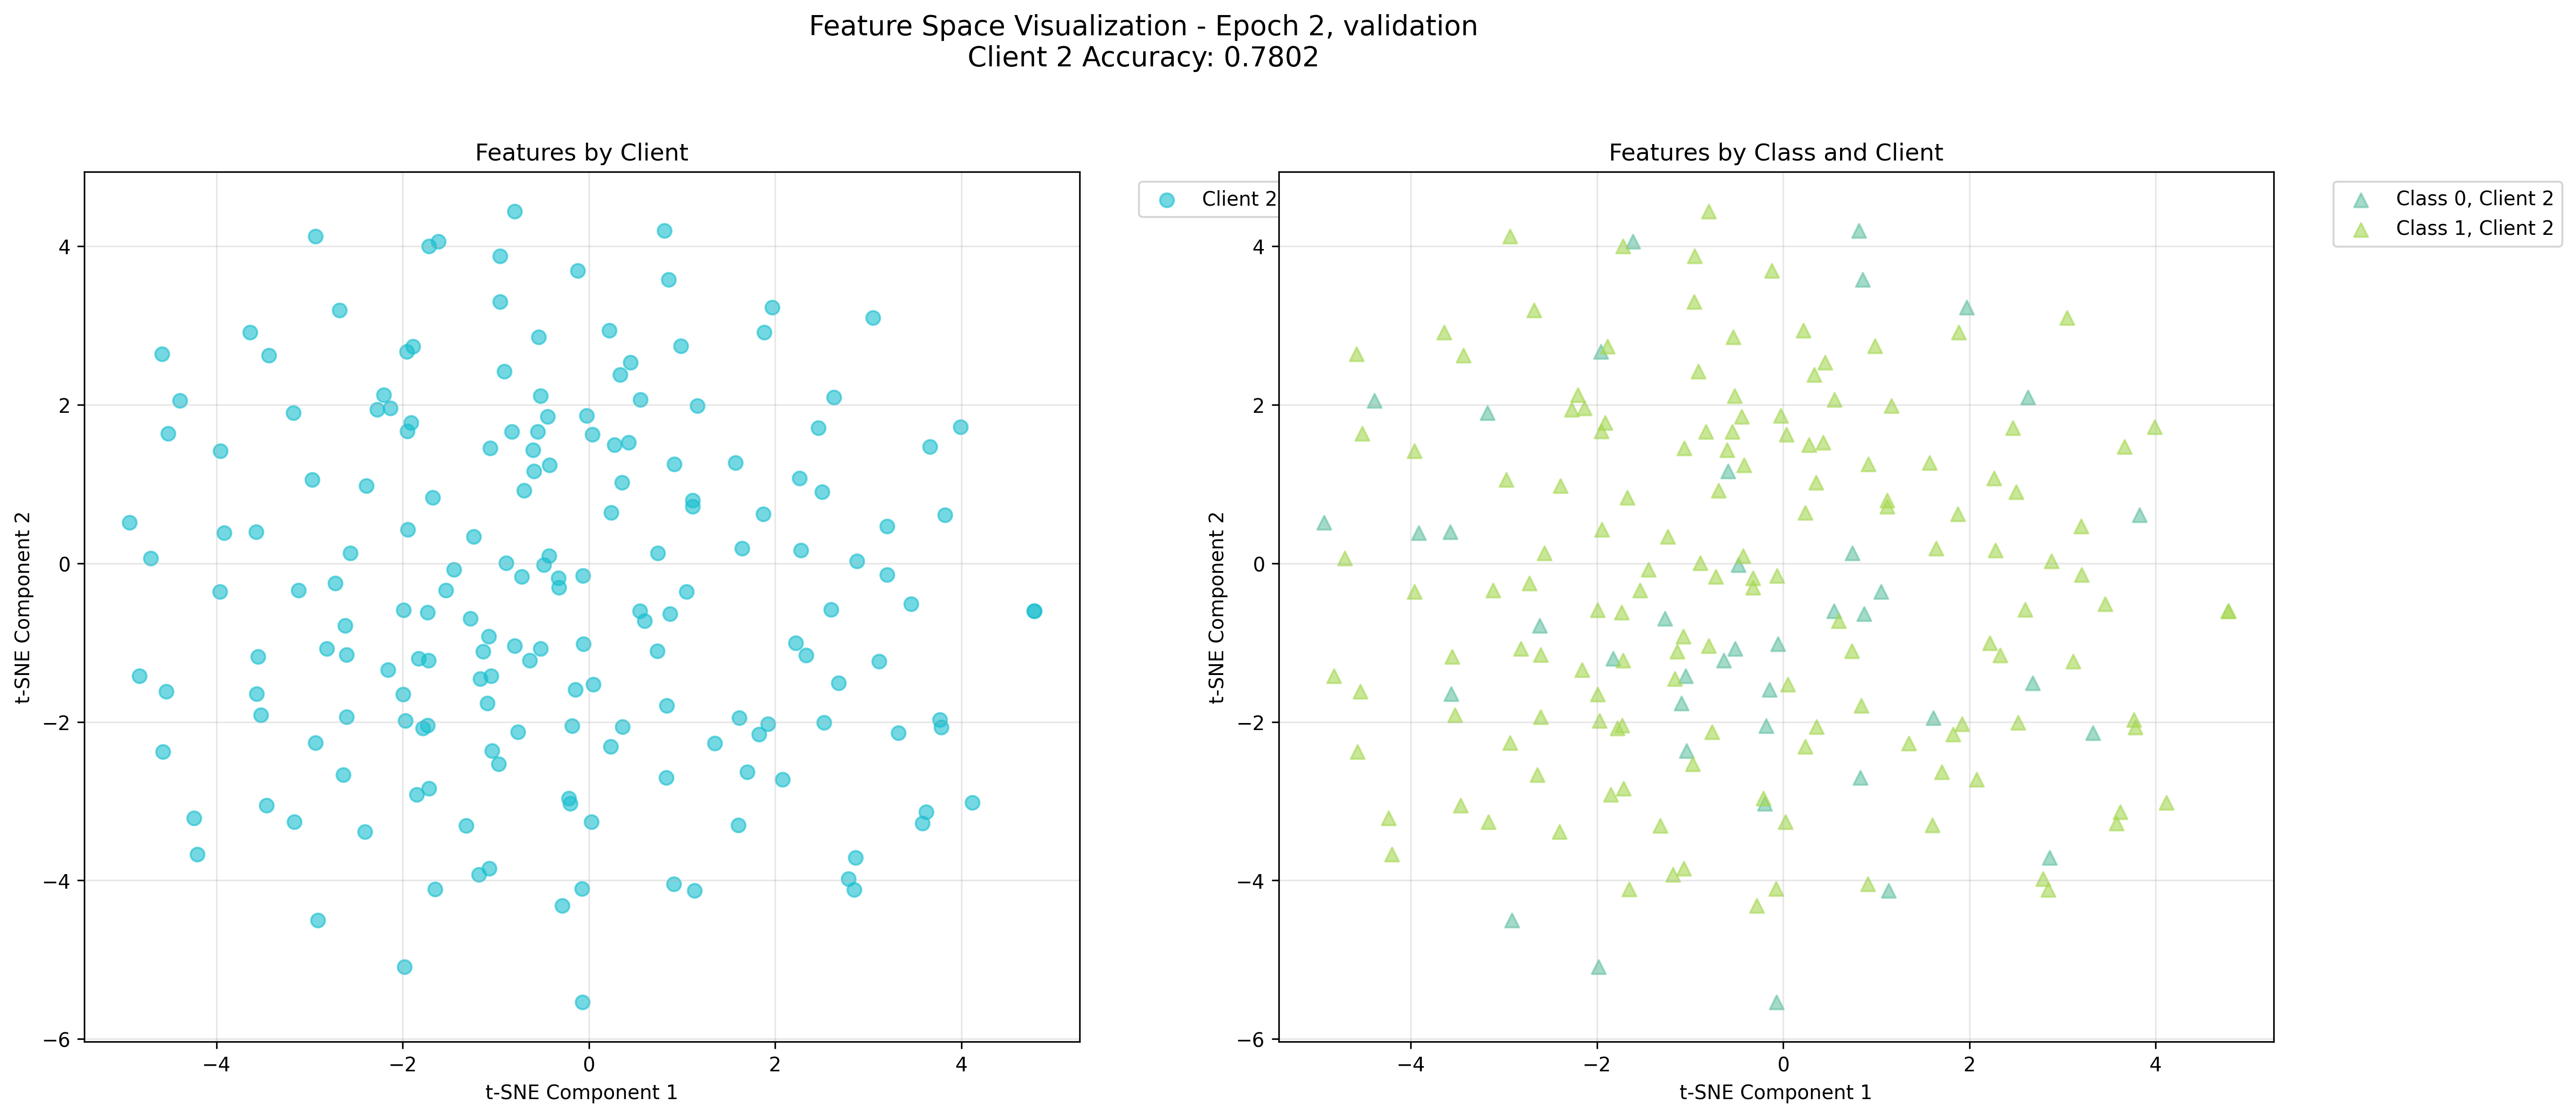 Feature Space Visualization - Epoch 2, validation
Client 2 Accuracy: 0.7802
Features by Client
t-SNE Component 2
4
2
0
−2
−4
−6
−4
−2
0
2
4
t-SNE Component 1
Client 2
Features by Class and Client
t-SNE Component 2
4
2
0
−2
−4
−6
−4
−2
0
2
4
t-SNE Component 1
Class 0, Client 2
Class 1, Client 2